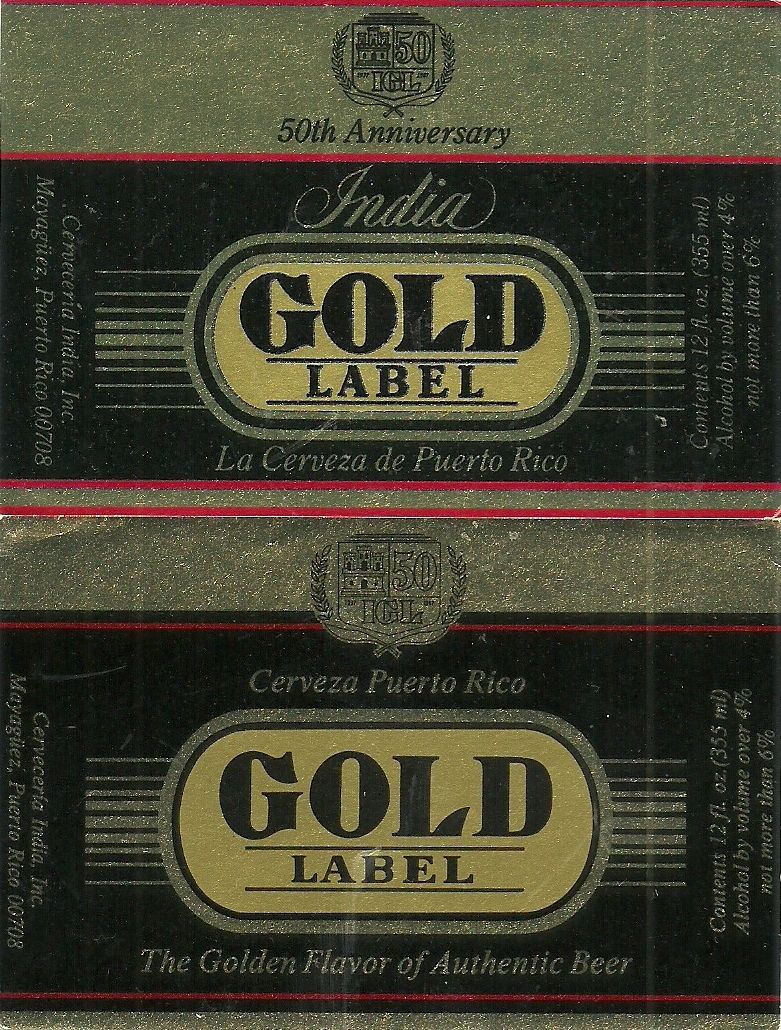 50
IGL
50th Anniversary
India
GOLD
LABEL
La Cerveza de Puerto Rico
Cervecería India, Inc.
Mayagüez, Puerto Rico 00708
Contents 12 fl. oz. (355 ml)
Alcohol by volume over 4%
not more than 6%
50
IGL
Cerveza Puerto Rico
GOLD
LABEL
The Golden Flavor of Authentic Beer
Cervecería India, Inc.
Mayagüez, Puerto Rico 00708
Contents 12 fl. oz.(355 ml)
Alcohol by volume over 4%
not more than 6%